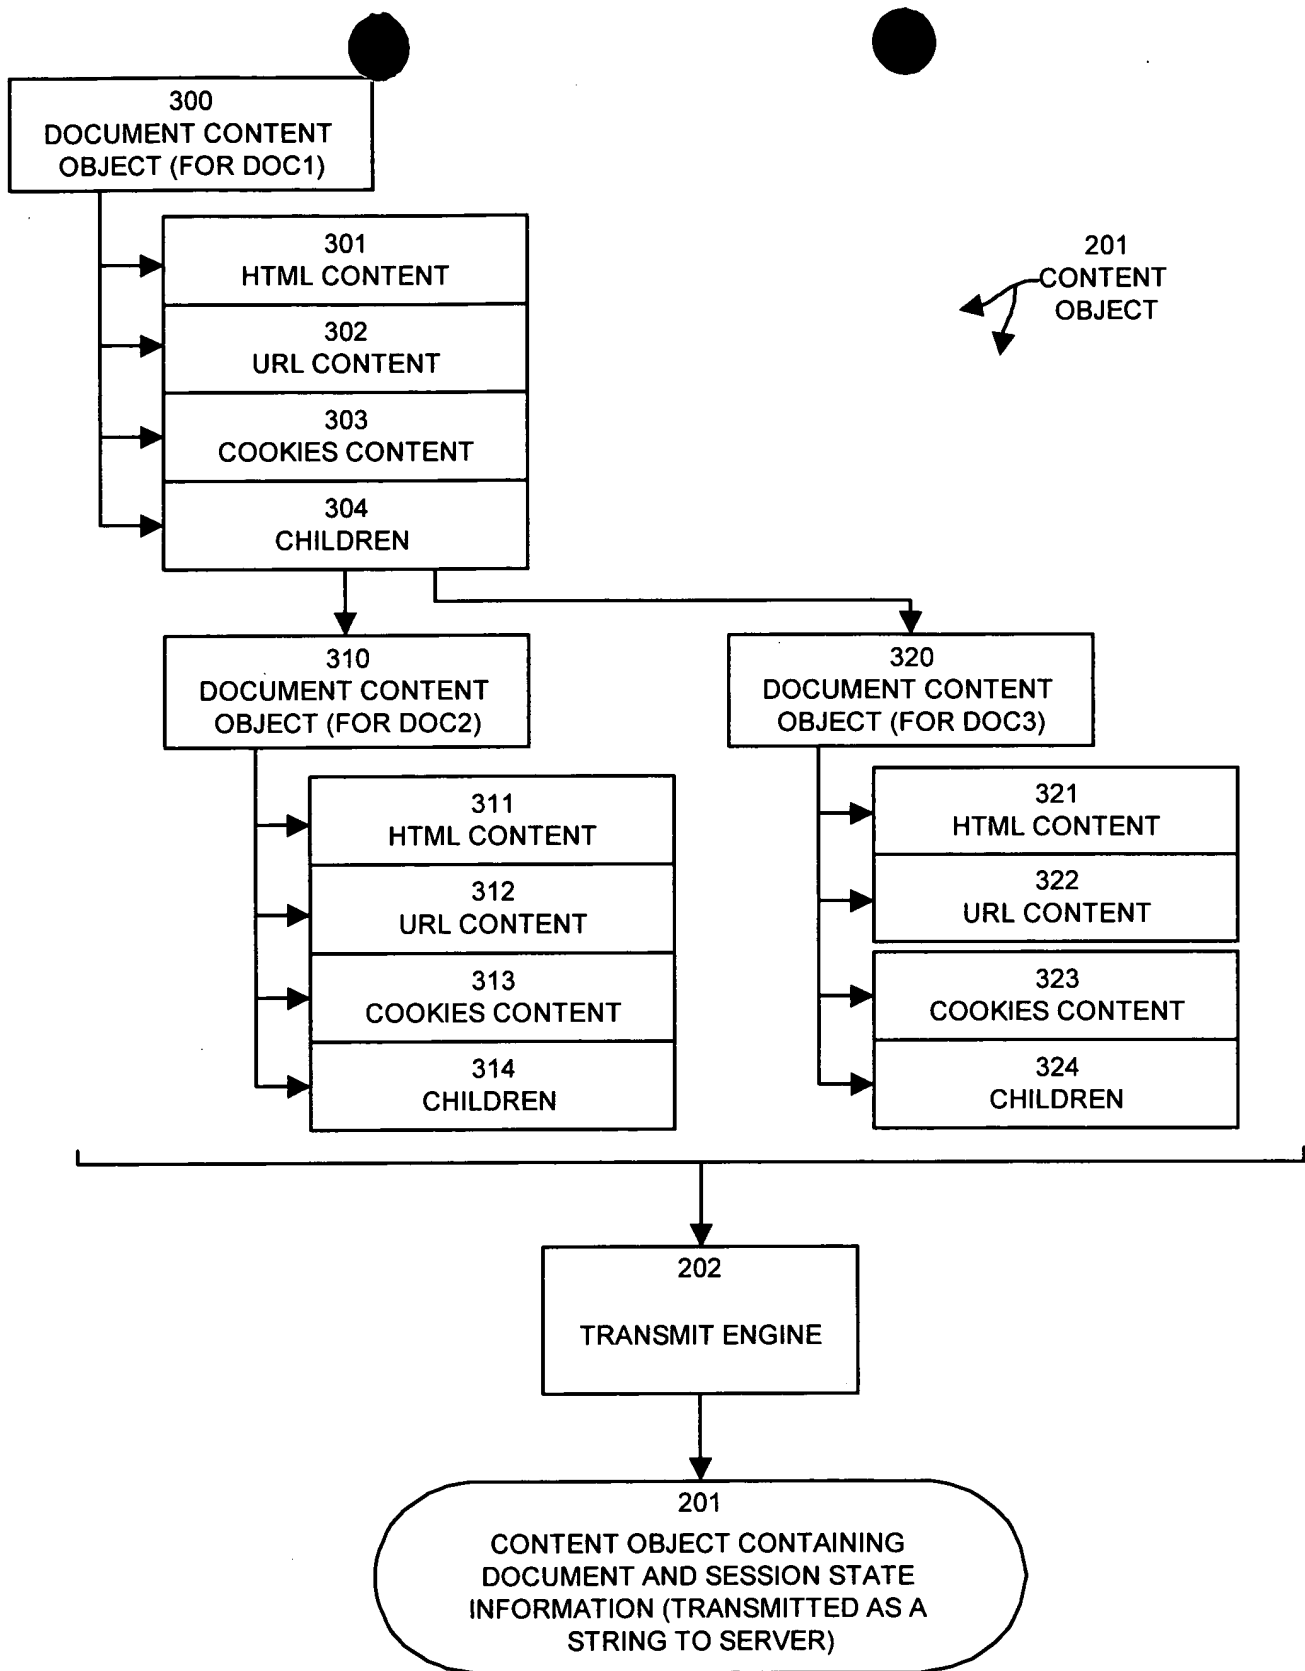 300
DOCUMENT CONTENT
OBJECT (FOR DOC1)
301
HTML CONTENT
302
URL CONTENT
303
COOKIES CONTENT
304
CHILDREN
201
CONTENT
OBJECT
310
DOCUMENT CONTENT
OBJECT (FOR DOC2)
320
DOCUMENT CONTENT
OBJECT (FOR DOC3)
311
HTML CONTENT
312
URL CONTENT
313
COOKIES CONTENT
314
CHILDREN
321
HTML CONTENT
322
URL CONTENT
323
COOKIES CONTENT
324
CHILDREN
202
TRANSMIT ENGINE
201
CONTENT OBJECT CONTAINING
DOCUMENT AND SESSION STATE
INFORMATION (TRANSMITTED AS A
STRING TO SERVER)